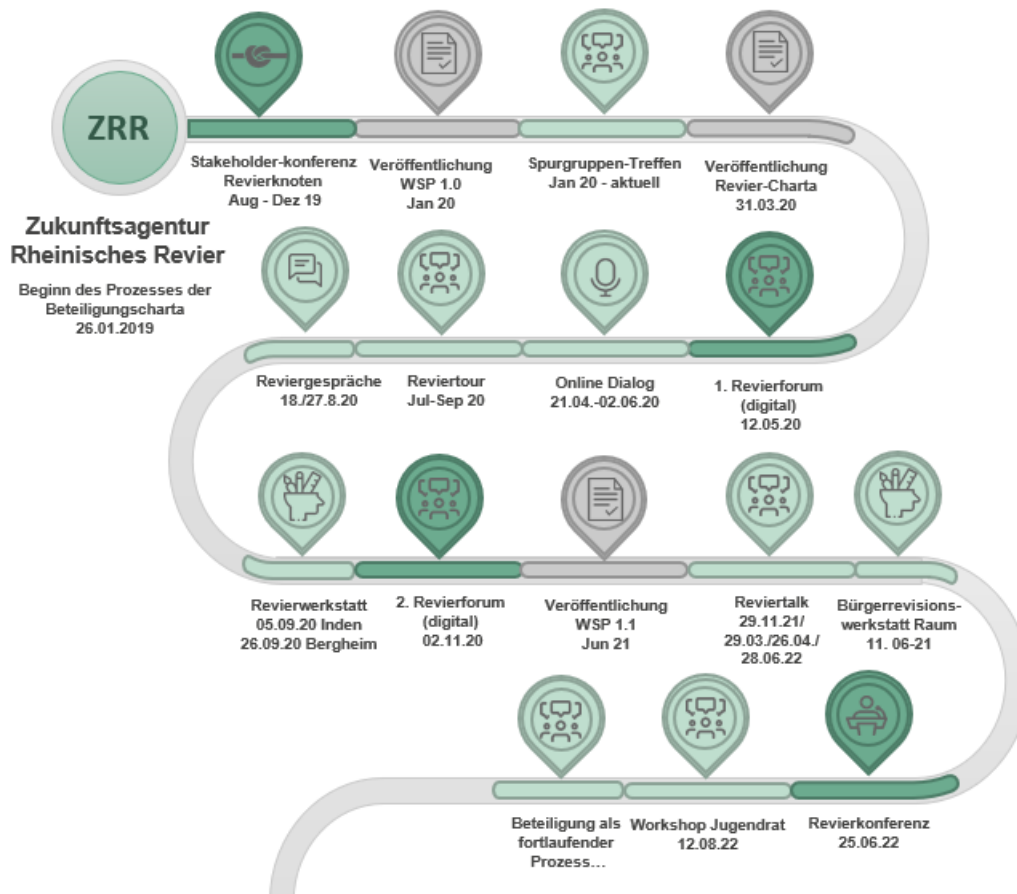 ZRR
Zukunftsagentur
Rheinisches Revier
Beginn des Prozesses der
Beteiligungscharta
26.01.2019
Stakeholder-konferenz
Revierknoten
Aug - Dez 19
Veröffentlichung
WSP 1.0
Jan 20
Spurgruppen-Treffen
Jan 20 - aktuell
Veröffentlichung
Revier-Charta
31.03.20
Reviergespräche
18./27.8.20
Reviertour
Jul-Sep 20
Online Dialog
21.04.-02.06.20
1. Revierforum
(digital)
12.05.20
Revierwerkstatt
05.09.20 Inden
26.09.20 Bergheim
2. Revierforum
(digital)
02.11.20
Veröffentlichung
WSP 1.1
Jun 21
Reviertalk
29.11.21/
29.03./26.04./
28.06.22
Bürgerrevisions-
werkstatt Raum
11. 06-21
Beteiligung als
fortlaufender
Prozess...
Workshop Jugendrat
12.08.22
Revierkonferenz
25.06.22